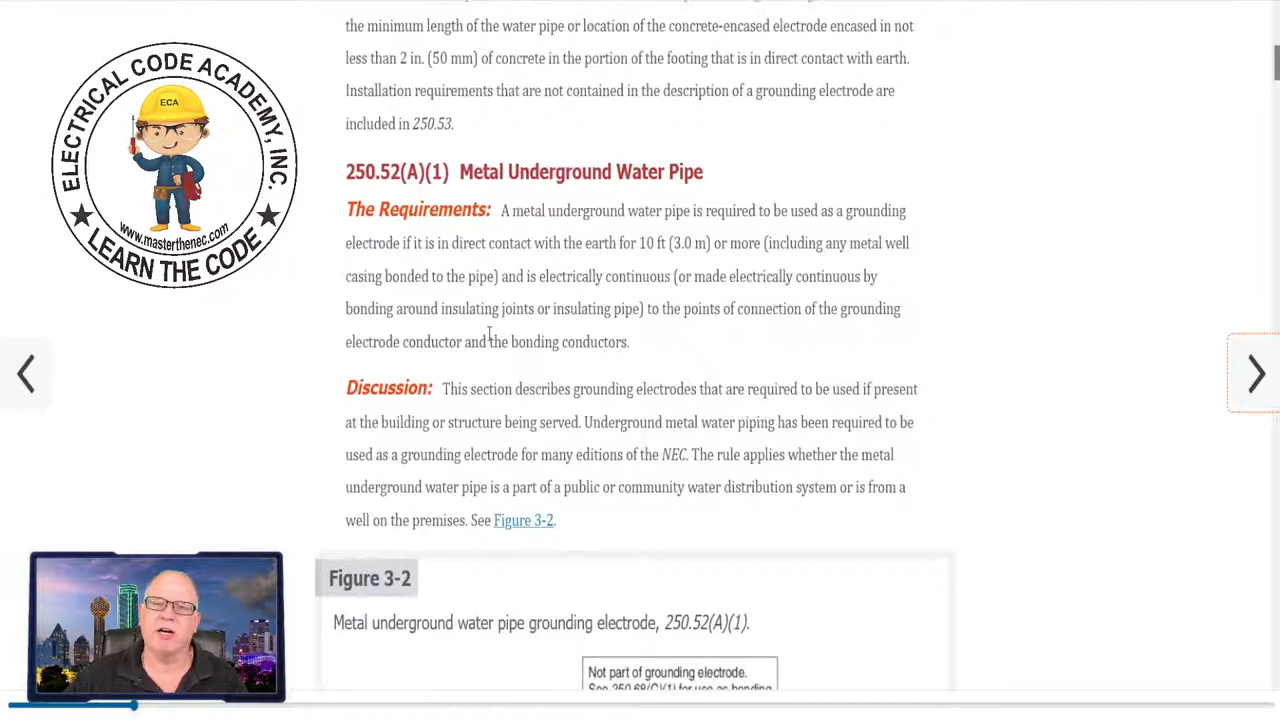 the minimum length of the water pipe or location of the concrete-encased electrode encased in not
less than 2 in. (50 mm) of concrete in the portion of the footing that is in direct contact with earth.
Installation requirements that are not contained in the description of a grounding electrode are
included in 250.53.
ELECTRICAL CODE ACADEMY, INC.
ECA
www.masterthenec.com
LEARN THE CODE
250.52(A)(1) Metal Underground Water Pipe
The Requirements: A metal underground water pipe is required to be used as a grounding
electrode if it is in direct contact with the earth for 10 ft (3.0 m) or more (including any metal well
casing bonded to the pipe) and is electrically continuous (or made electrically continuous by
bonding around insulating joints or insulating pipe) to the points of connection of the grounding
electrode conductor and the bonding conductors.
Discussion: This section describes grounding electrodes that are required to be used if present
at the building or structure being served. Underground metal water piping has been required to be
used as a grounding electrode for many editions of the NEC. The rule applies whether the metal
underground water pipe is a part of a public or community water distribution system or is from a
well on the premises. See Figure 3-2.
Figure 3-2
Metal underground water pipe grounding electrode, 250.52(A)(1).
Not part of grounding electrode.
See 250.68(C)(1) for use as bonding